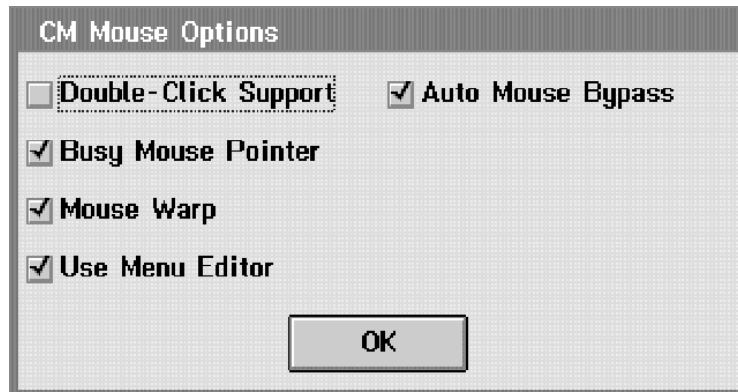 CM Mouse Options
Double-Click Support
Auto Mouse Bypass
Busy Mouse Pointer
Mouse Warp
Use Menu Editor
OK